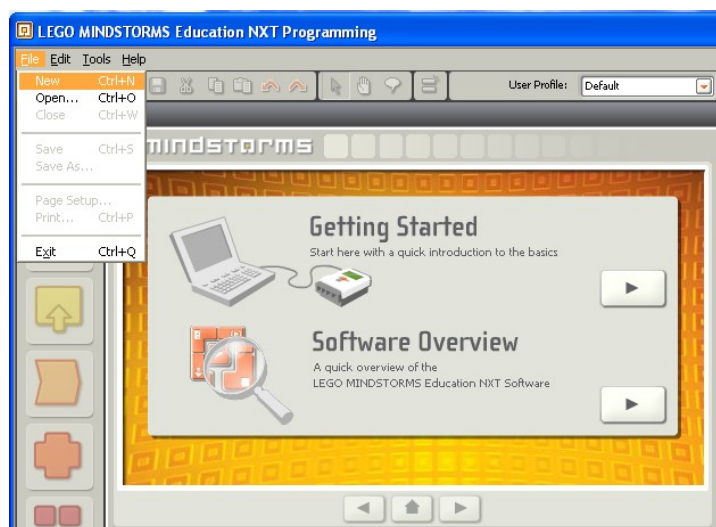 LEGO MINDSTORMS Education NXT Programming
File Edit Tools Help
New Ctrl+N
Open... Ctrl+O
Close Ctrl+W
Save Ctrl+S
Save As...
Page Setup...
Print... Ctrl+P
Exit Ctrl+Q
User Profile: Default
mindstorms
Getting Started
Start here with a quick introduction to the basics
Software Overview
A quick overview of the
LEGO MINDSTORMS Education NXT Software